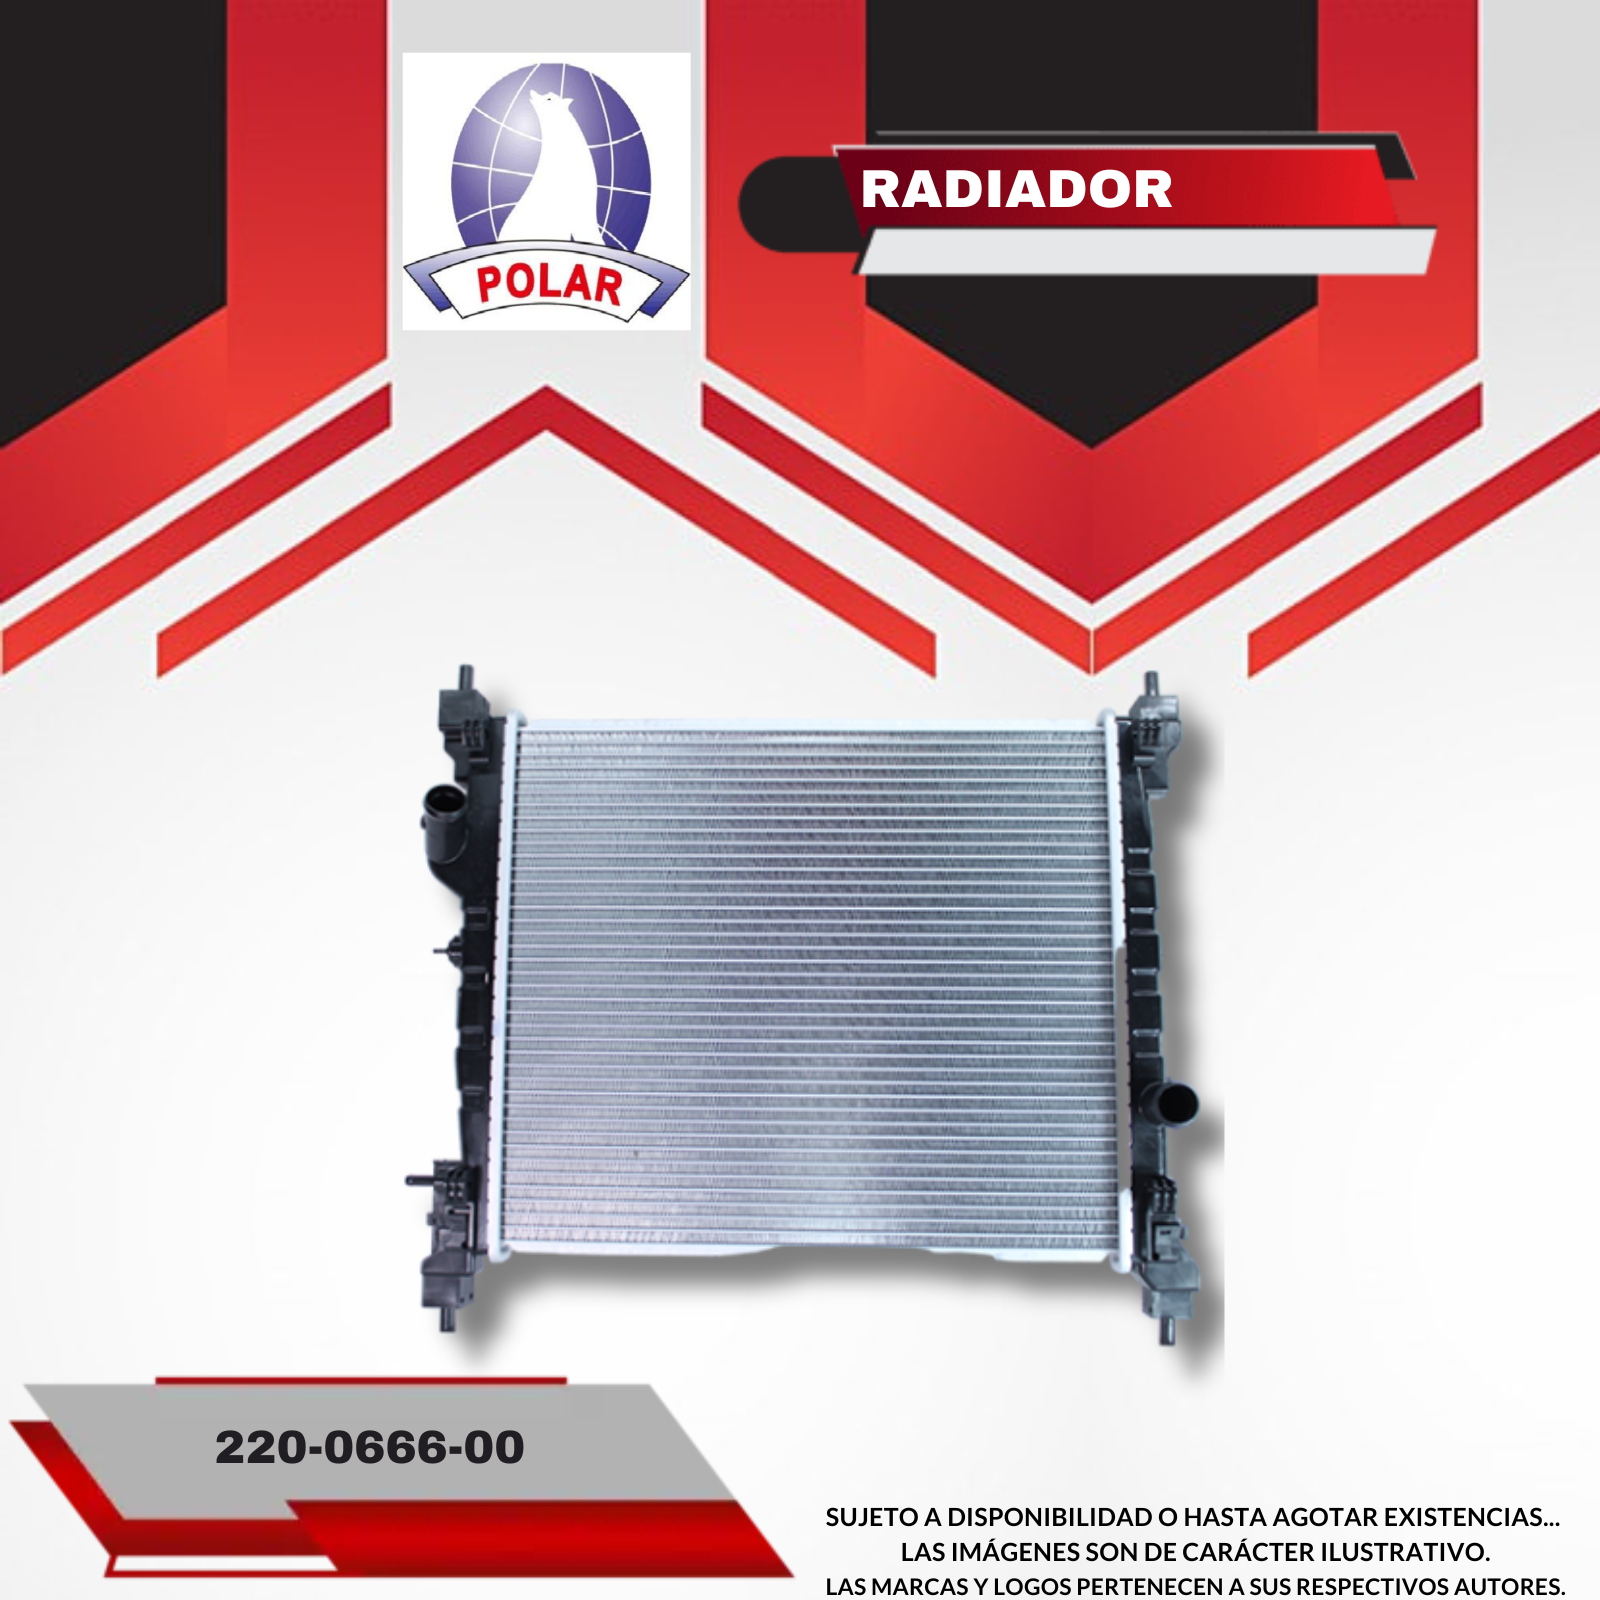 POLAR
RADIADOR
220-0666-00
SUJETO A DISPONIBILIDAD O HASTA AGOTAR EXISTENCIAS...
LAS IMÁGENES SON DE CARÁCTER ILUSTRATIVO.
LAS MARCAS Y LOGOS PERTENECEN A SUS RESPECTIVOS AUTORES.